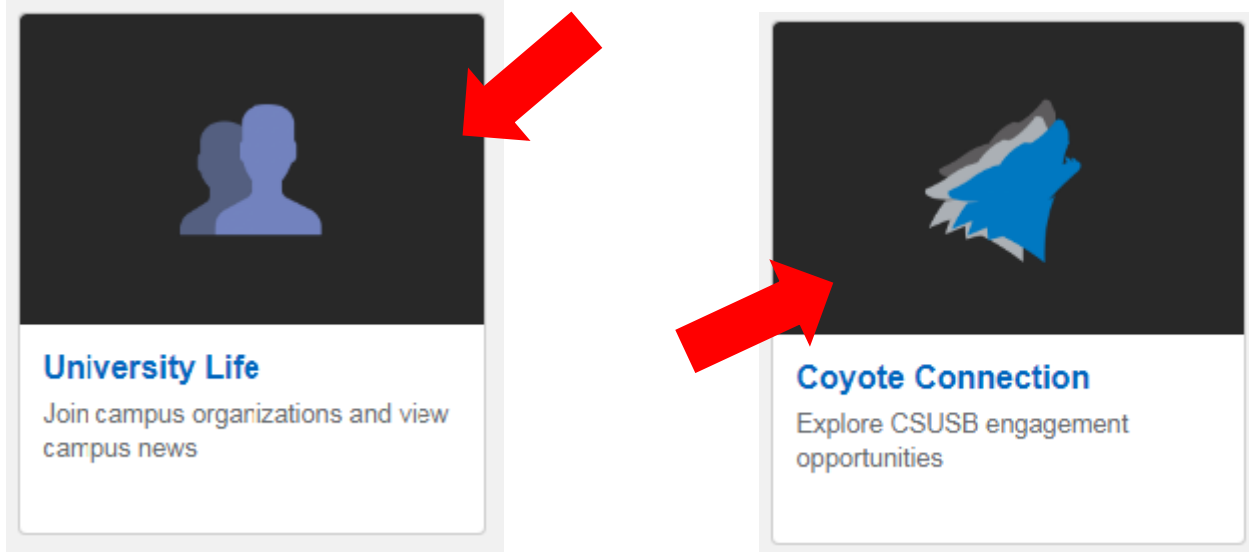 University Life
Join campus organizations and view
campus news
Coyote Connection
Explore CSUSB engagement
opportunities